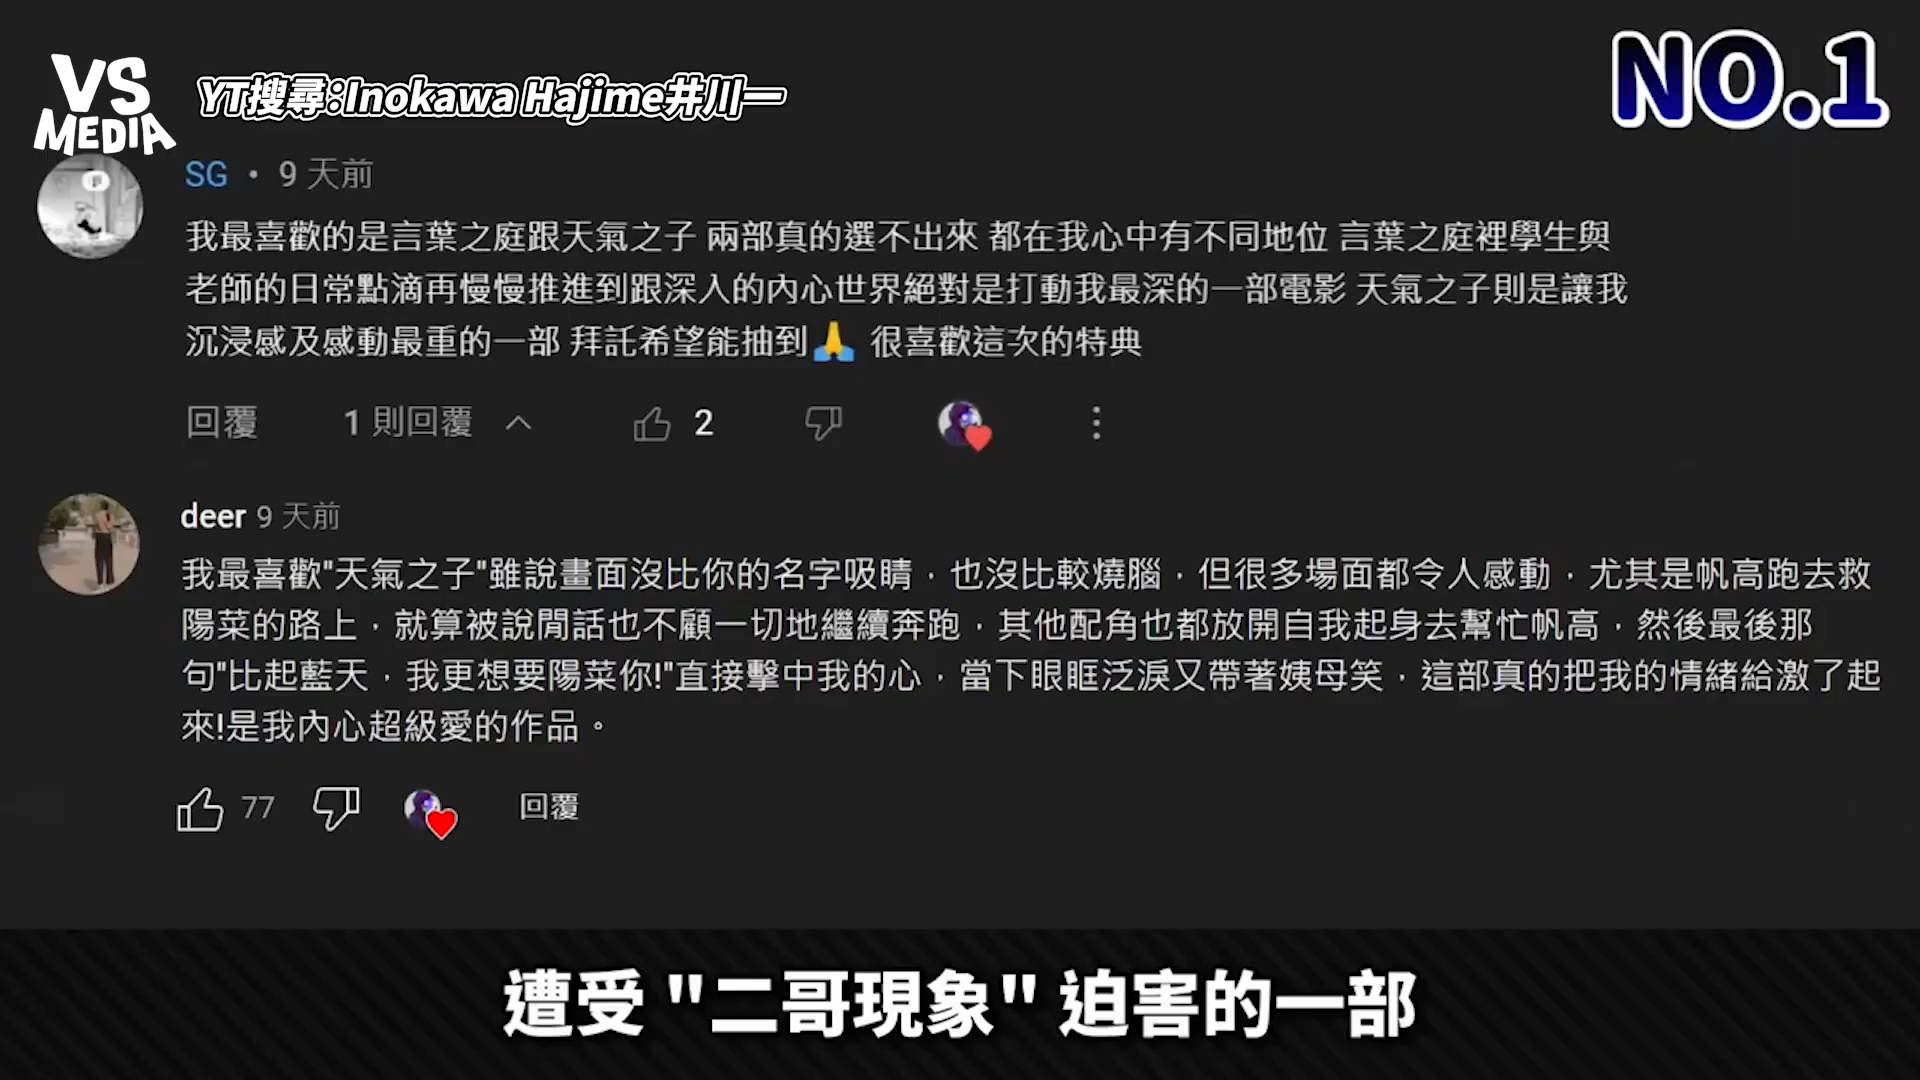 VS
MEDIA
YT搜尋:Inokawa Hajime井川一
NO.1
SG • 9 天前
我最喜歡的是言葉之庭跟天氣之子 兩部真的選不出來 都在我心中有不同地位 言葉之庭裡學生與
老師的日常點滴再慢慢推進到跟深入的內心世界絕對是打動我最深的一部電影 天氣之子則是讓我
沉浸感及感動最重的一部 拜託希望能抽到🙏 很喜歡這次的特典
回覆 1 則回覆 2
deer 9 天前
我最喜歡"天氣之子"雖說畫面沒比你的名字吸睛，也沒比較燒腦，但很多場面都令人感動，尤其是帆高跑去救
陽菜的路上，就算被說閒話也不顧一切地繼續奔跑，其他配角也都放開自我起身去幫忙帆高，然後最後那
句"比起藍天，我更想要陽菜你!"直接擊中我的心，當下眼眶泛淚又帶著姨母笑，這部真的把我的情緒給激了起
來!是我內心超級愛的作品。
77 回覆
遭受 "二哥現象" 迫害的一部